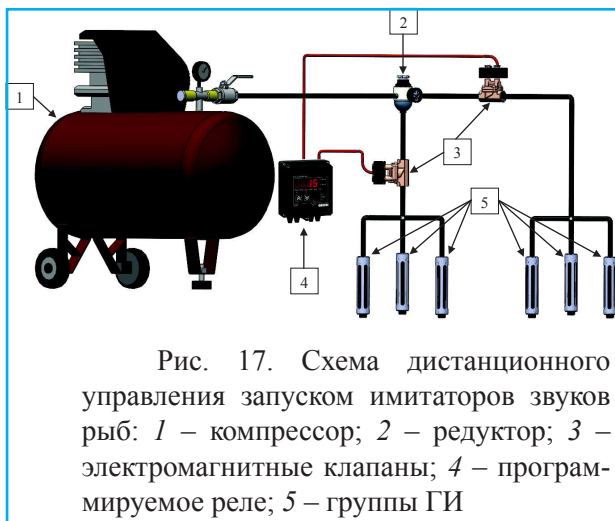 2
1
3
5
4
Рис. 17. Схема дистанционного
управления запуском имитаторов звуков
рыб: 1 – компрессор; 2 – редуктор; 3 –
электромагнитные клапаны; 4 – програм-
мируемое реле; 5 – группы ГИ